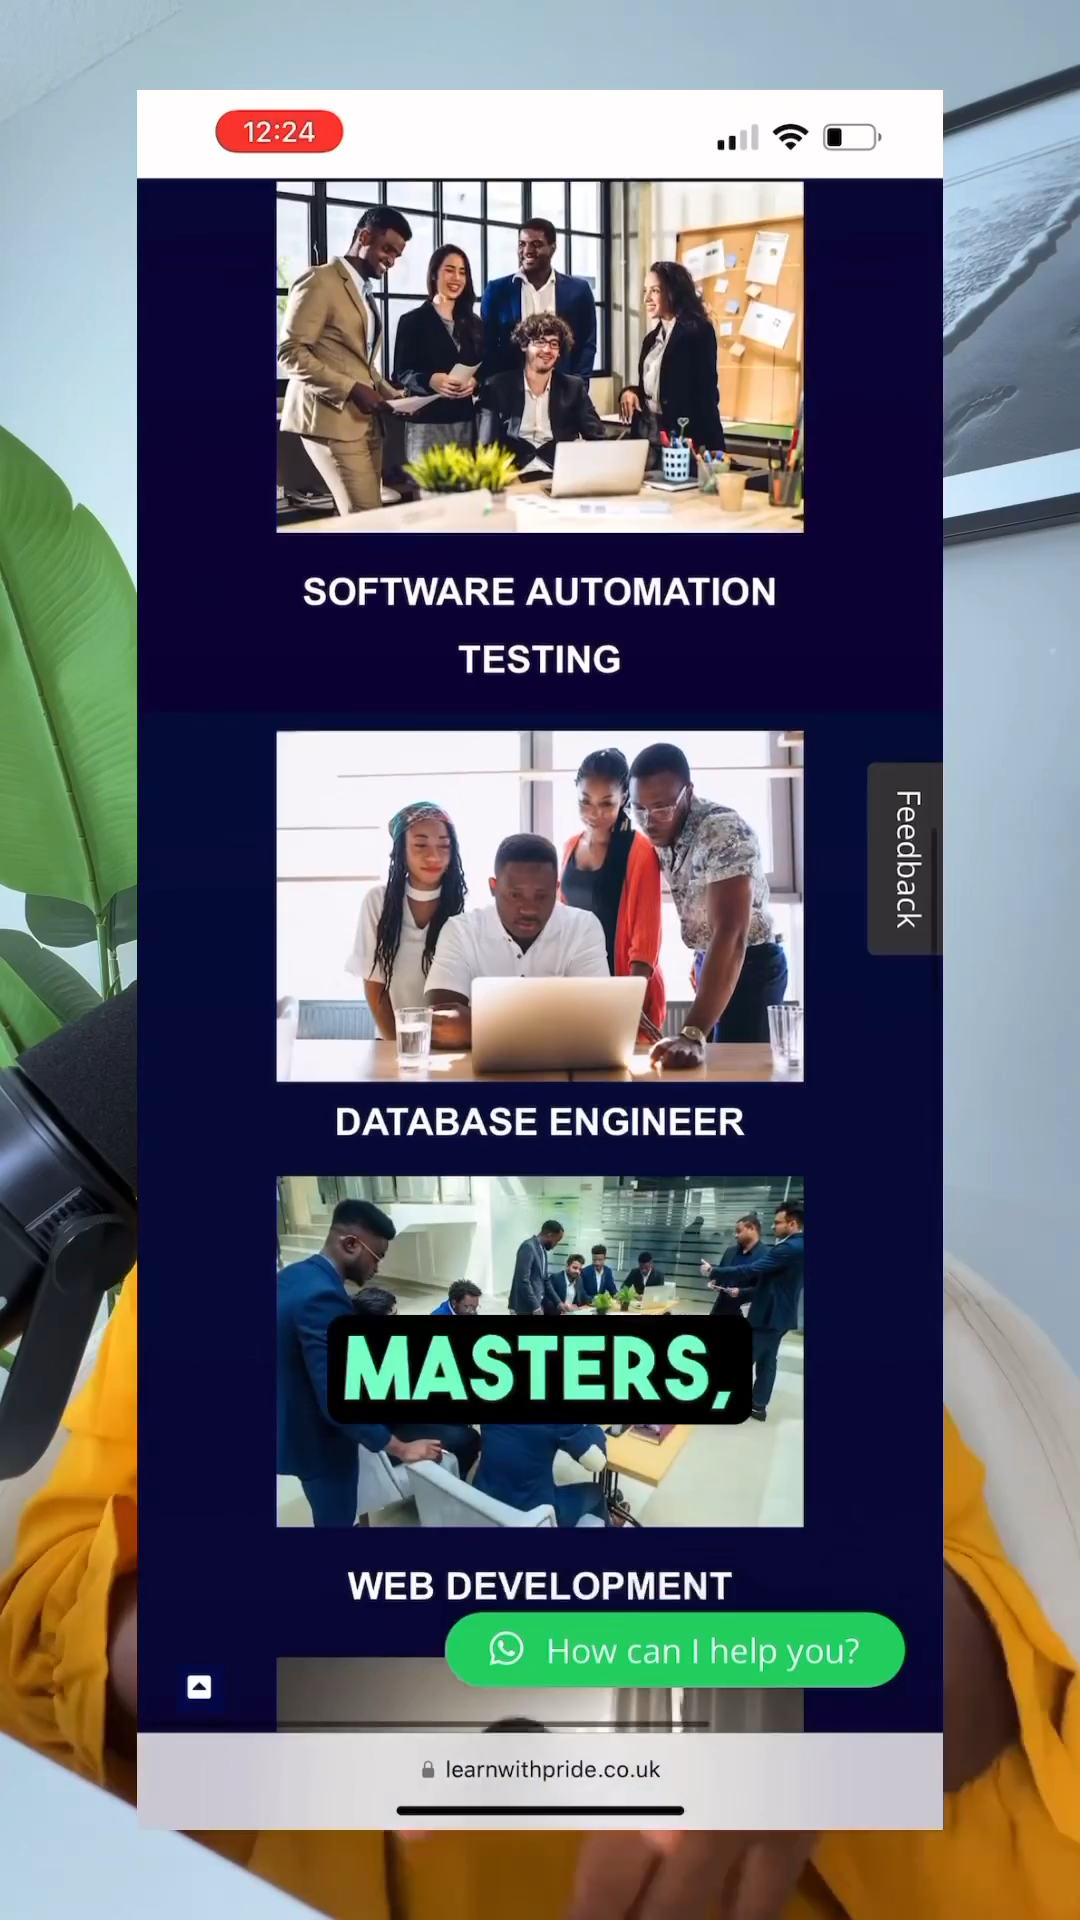 12:24
SOFTWARE AUTOMATION
TESTING
Feedback
DATABASE ENGINEER
MASTERS,
WEB DEVELOPMENT
How can I help you?
learnwithpride.co.uk